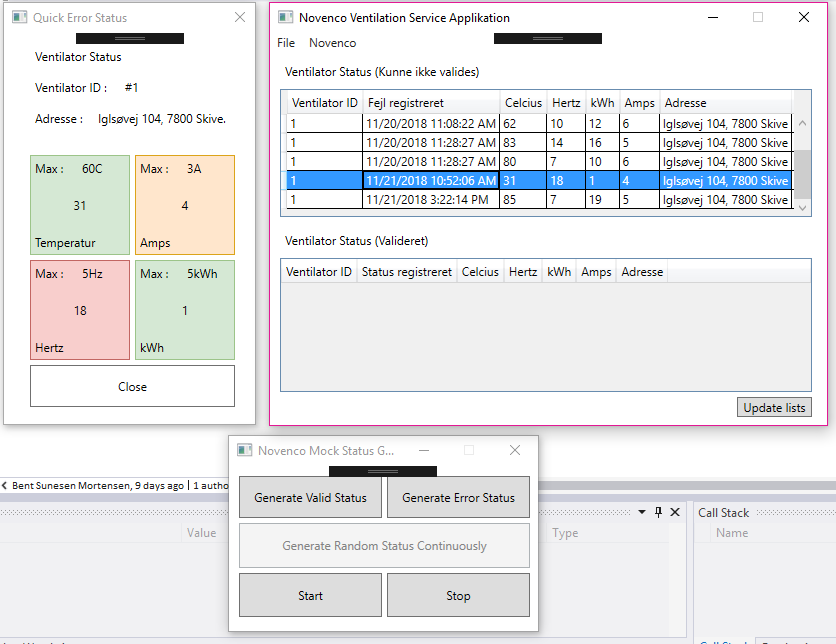 Quick Error Status
Ventilator Status
Ventilator ID : #1
Adresse : Iglsøvej 104, 7800 Skive.
Max : 60C
31
Temperatur
Max : 3A
4
Amps
Max : 5Hz
18
Hertz
Max : 5kWh
1
kWh
Close
Novenco Ventilation Service Applikation
File Novenco
Ventilator Status (Kunne ikke valides)
Ventilator ID Fejl registreret Celcius Hertz kWh Amps Adresse
1 11/20/2018 11:08:22 AM 62 10 12 6 Iglsøvej 104, 7800 Skive
1 11/20/2018 11:28:27 AM 83 14 16 5 Iglsøvej 104, 7800 Skive
1 11/20/2018 11:28:27 AM 80 7 10 6 Iglsøvej 104, 7800 Skive
1 11/21/2018 10:52:06 AM 31 18 1 4 Iglsøvej 104, 7800 Skive
1 11/21/2018 3:22:14 PM 85 7 19 5 Iglsøvej 104, 7800 Skive
Ventilator Status (Valideret)
Ventilator ID Status registreret Celcius Hertz kWh Amps Adresse
Update lists
Novenco Mock Status G...
Generate Valid Status Generate Error Status
Generate Random Status Continuously
Start Stop
Bent Sunesen Mortensen, 9 days ago | 1 autho
Value Type
Call Stack
Name